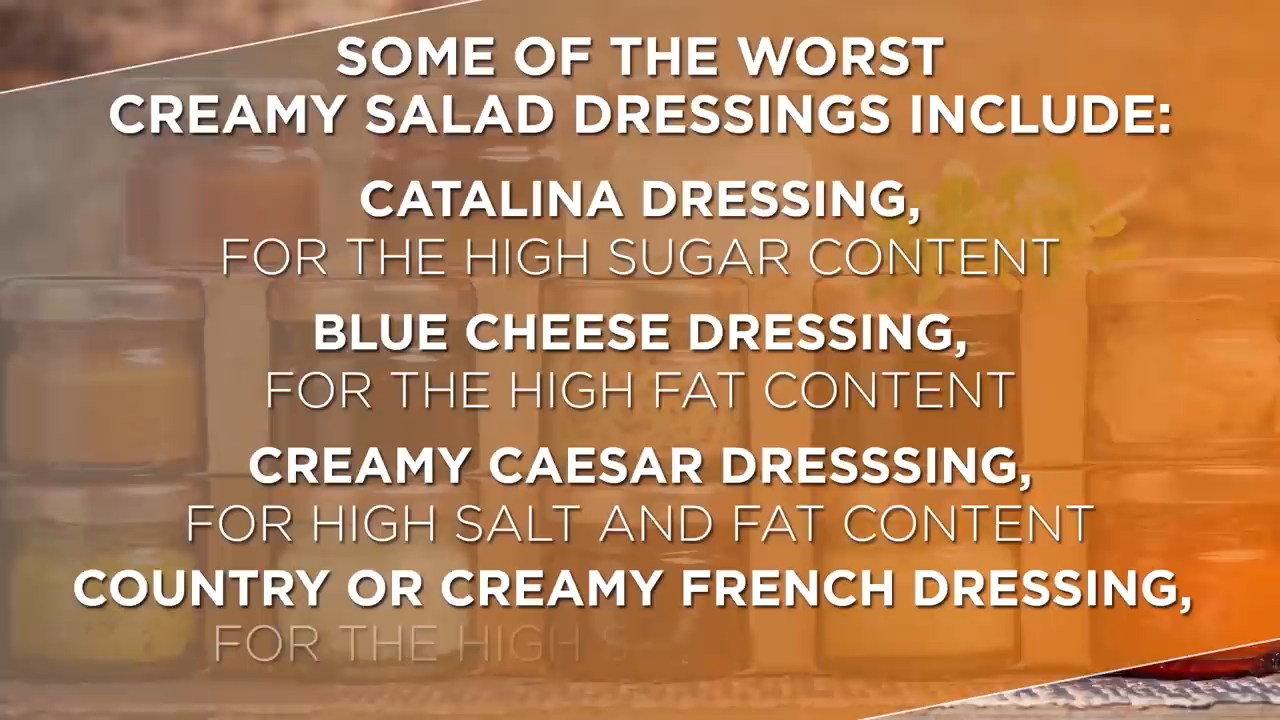 SOME OF THE WORST
CREAMY SALAD DRESSINGS INCLUDE:
CATALINA DRESSING,
FOR THE HIGH SUGAR CONTENT
BLUE CHEESE DRESSING,
FOR THE HIGH FAT CONTENT
CREAMY CAESAR DRESSSING,
FOR HIGH SALT AND FAT CONTENT
COUNTRY OR CREAMY FRENCH DRESSING,
FOR THE HIGH